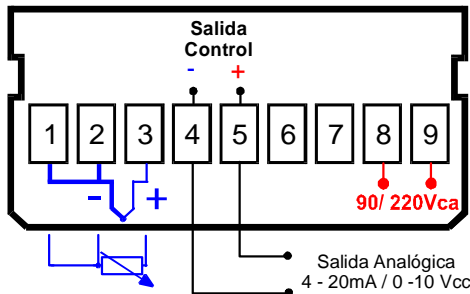 Salida
Control
- +
1 2 3 4 5 6 7 8 9
- +
90/ 220Vca
Salida Analógica
4 - 20mA / 0 -10 Vcc